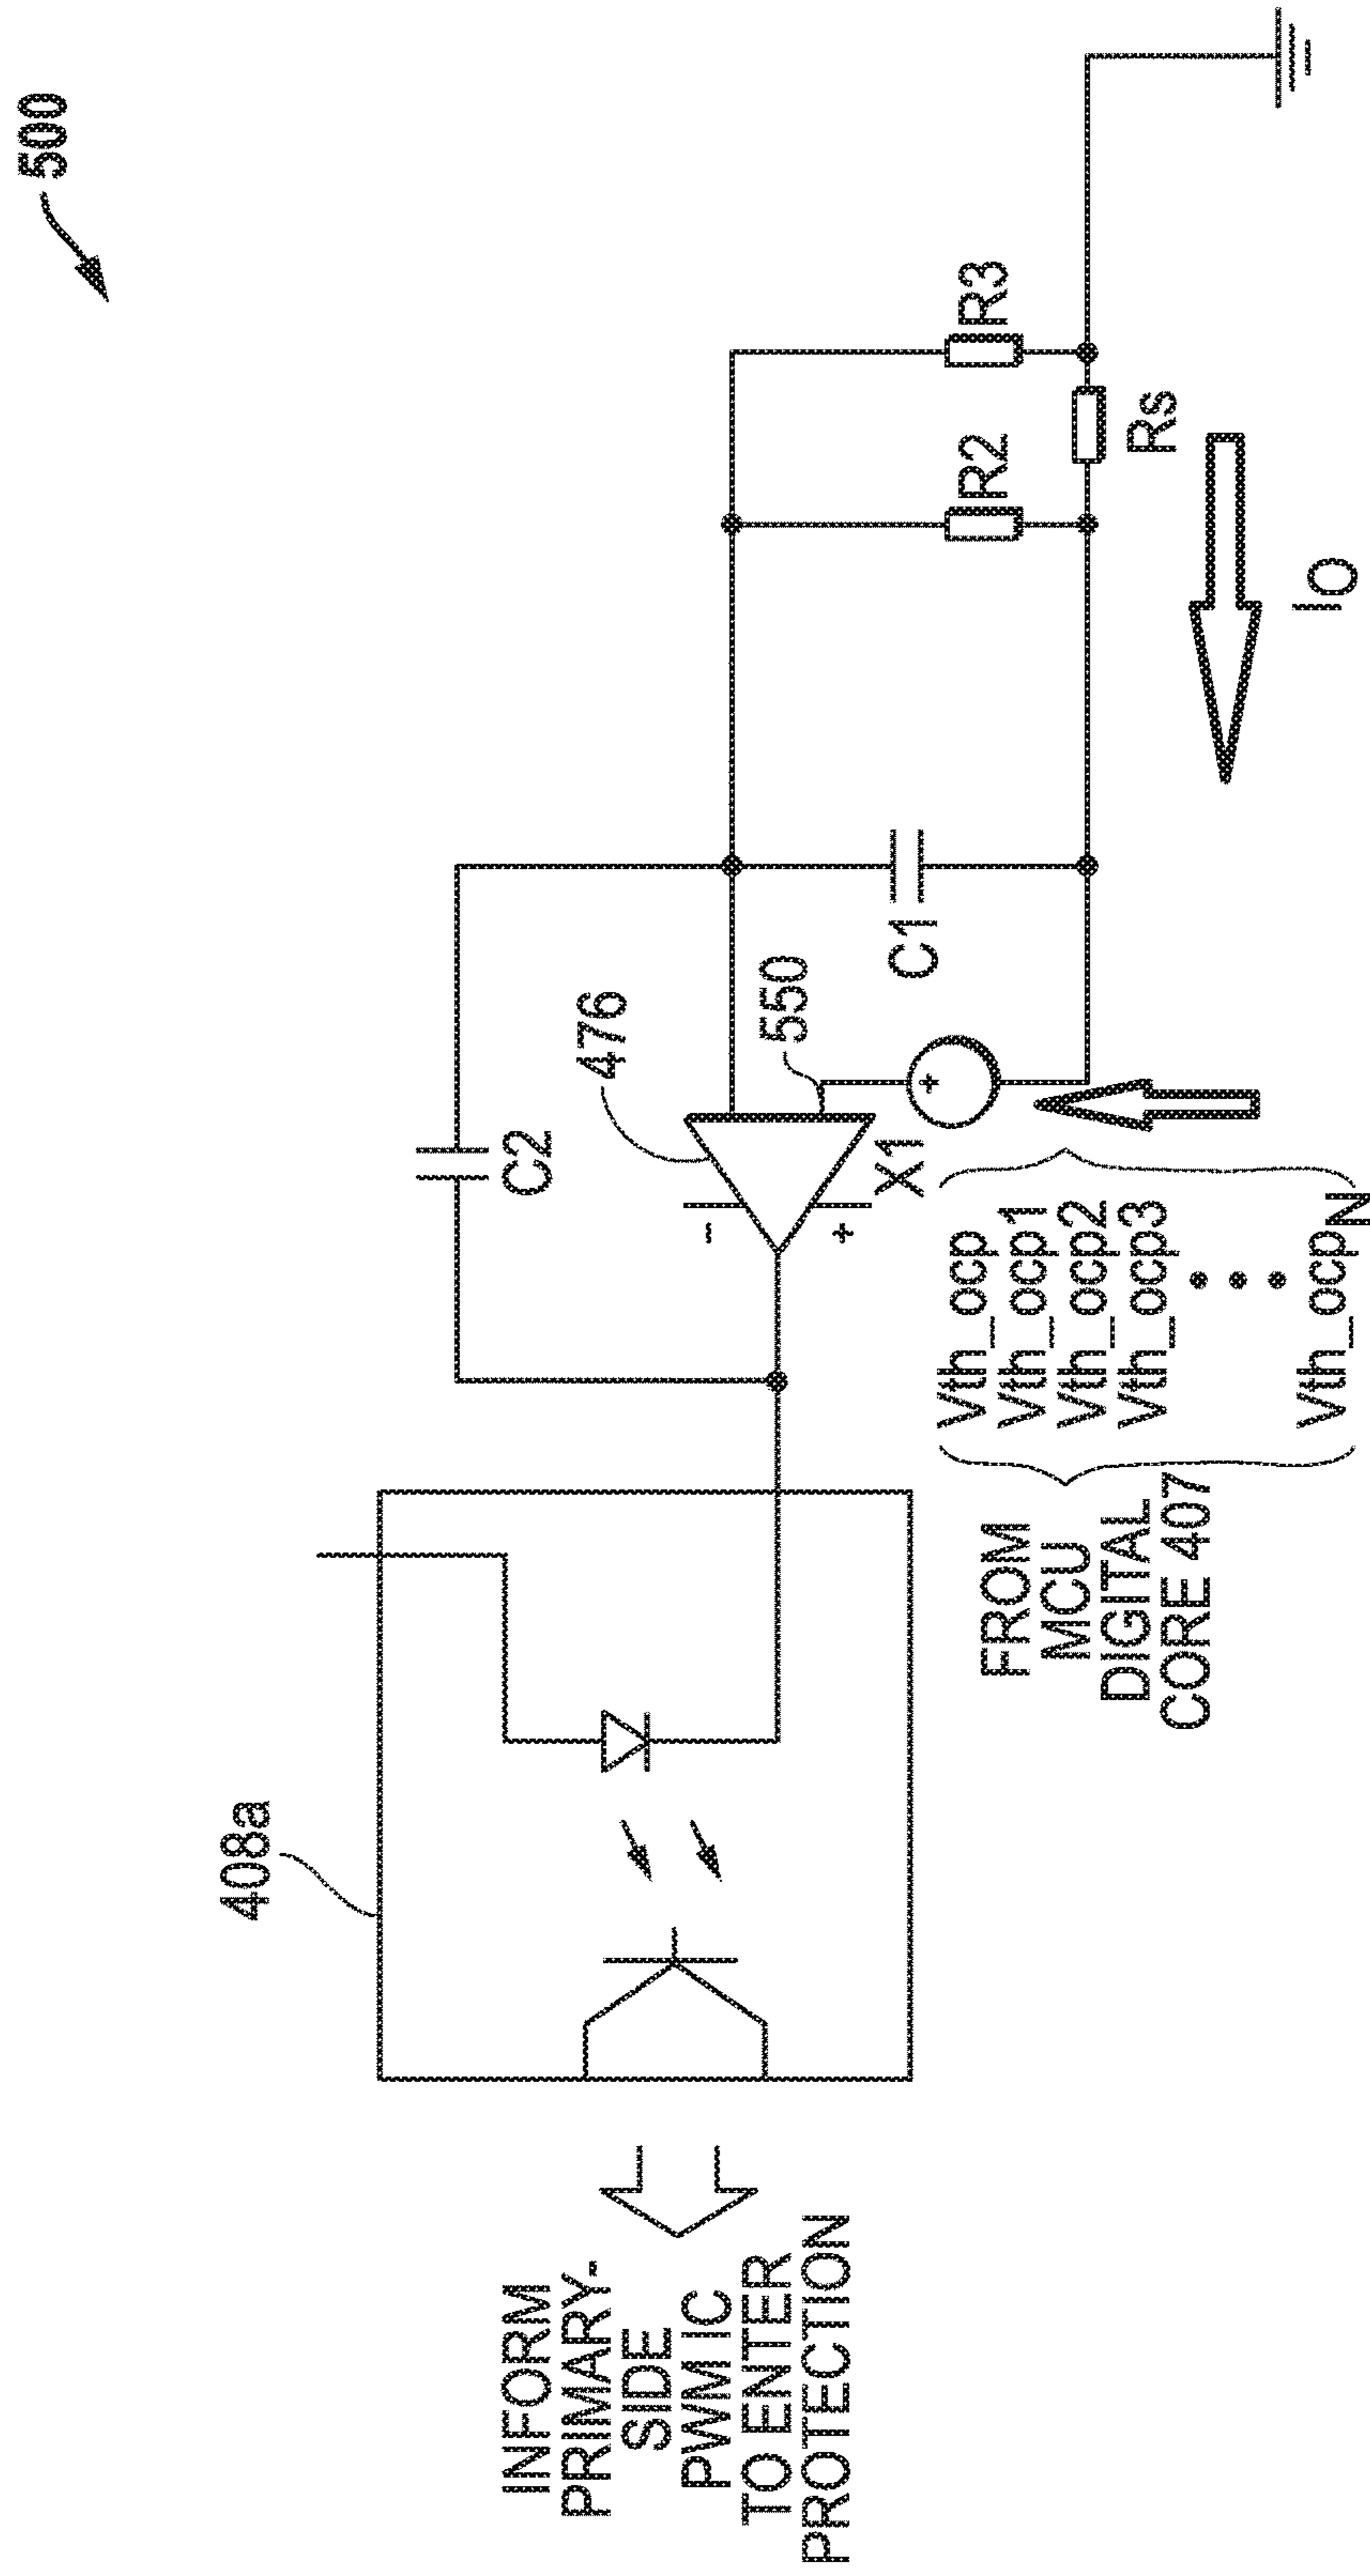 500
408a
C2
476
550
C1
X1
-
+
+
R2
R3
Rs
IO
INFORM
PRIMARY-
SIDE
PWM IC
TO ENTER
PROTECTION
FROM
MCU
DIGITAL
CORE 407
Vth_ocp
Vth_ocp1
Vth_ocp2
Vth_ocp3
Vth_ocpN